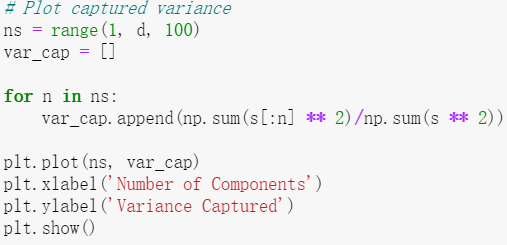 # Plot captured variance
ns = range(1, d, 100)
var_cap = []
for n in ns:
    var_cap.append(np.sum(s[:n] ** 2)/np.sum(s ** 2))
plt.plot(ns, var_cap)
plt.xlabel('Number of Components')
plt.ylabel('Variance Captured')
plt.show()